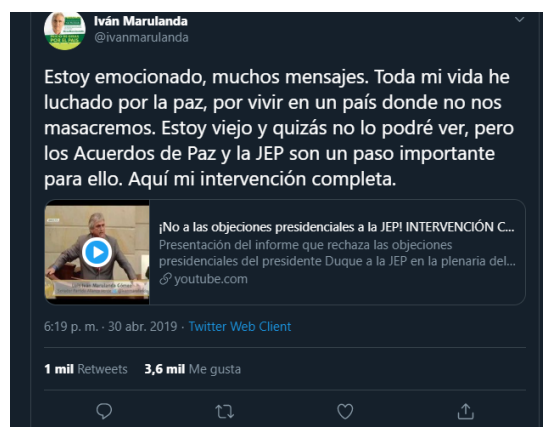 Iván Marulanda
@ivanmarulanda
Estoy emocionado, muchos mensajes. Toda mi vida he
luchado por la paz, por vivir en un país donde no nos
masacremos. Estoy viejo y quizás no lo podré ver, pero
los Acuerdos de Paz y la JEP son un paso importante
para ello. Aquí mi intervención completa.
¡No a las objeciones presidenciales a la JEP! INTERVENCIÓN C...
Presentación del informe que rechaza las objeciones
presidenciales del presidente Duque a la JEP en la plenaria del...
youtube.com
6:19 p. m. · 30 abr. 2019 · Twitter Web Client
1 mil Retweets 3,6 mil Me gusta